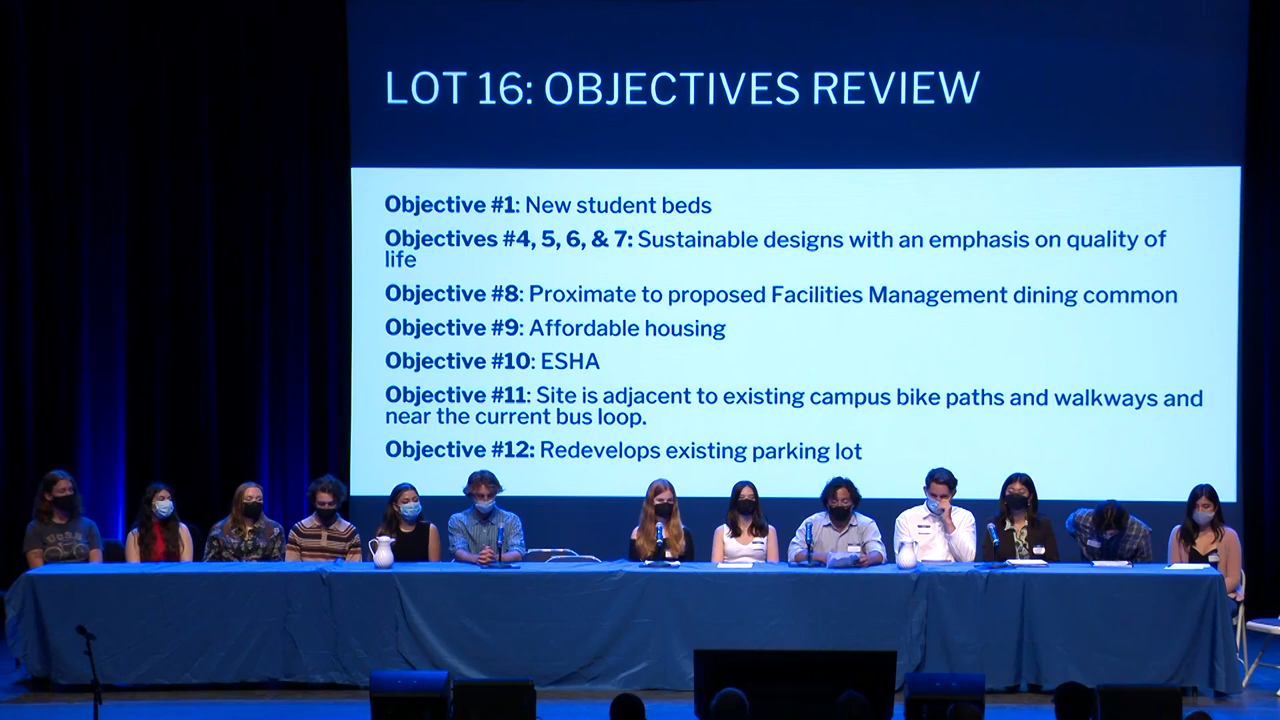 LOT 16: OBJECTIVES REVIEW
Objective #1: New student beds
Objectives #4, 5, 6, & 7: Sustainable designs with an emphasis on quality of
life
Objective #8: Proximate to proposed Facilities Management dining common
Objective #9: Affordable housing
Objective #10: ESHA
Objective #11: Site is adjacent to existing campus bike paths and walkways and
near the current bus loop.
Objective #12: Redevelops existing parking lot
UCSB